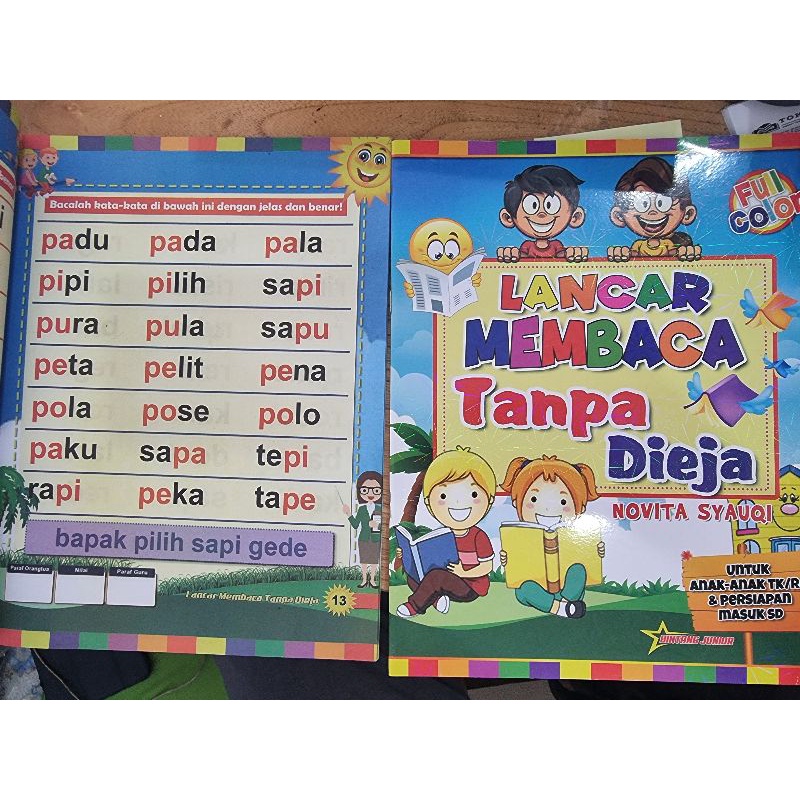 Bacalah kata-kata di bawah ini dengan jelas dan benar!
padu pada pala
pipi pilih sapi
pura pula sapu
peta pelit pena
pola pose polo
paku sapa tepi
rapi peka tape
bapak pilih sapi gede
Paraf Orangtua Nilai Paraf Guru
Lancar Membaca Tanpa Dieja 13
FULL
COLOR
LANCAR
MEMBACA
Tanpa
Dieja
NOVITA SYAUQI
UNTUK
ANAK-ANAK TK/R
& PERSIAPAN
MASUK SD
BINTANG JUNIOR